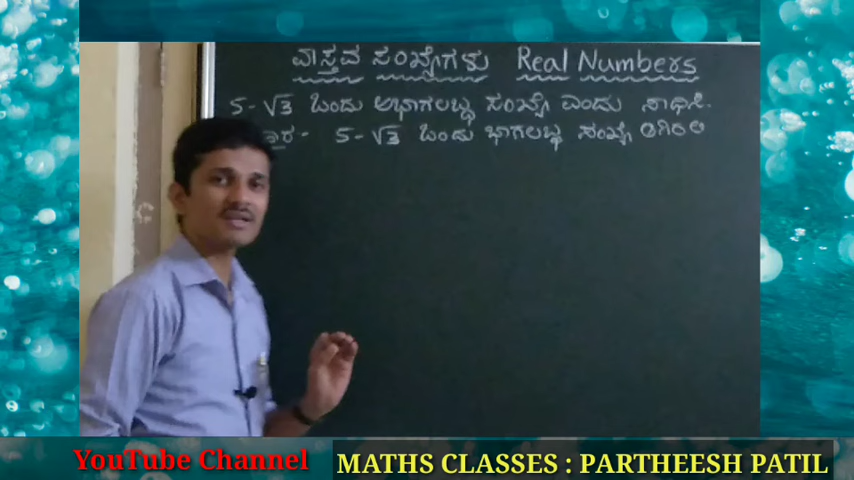 ವಾಸ್ತವ ಸಂಖ್ಯೆಗಳು Real Numbers
5-√3 ಒಂದು ಅಭಾಗಲಬ್ಧ ಸಂಖ್ಯೆ ಎಂದು ಸಾಧಿಸಿ.
5-√3 ಒಂದು ಭಾಗಲಬ್ಧ ಸಂಖ್ಯೆ ಆಗಿರಲಿ
YouTube Channel
MATHS CLASSES : PARTHEESH PATIL